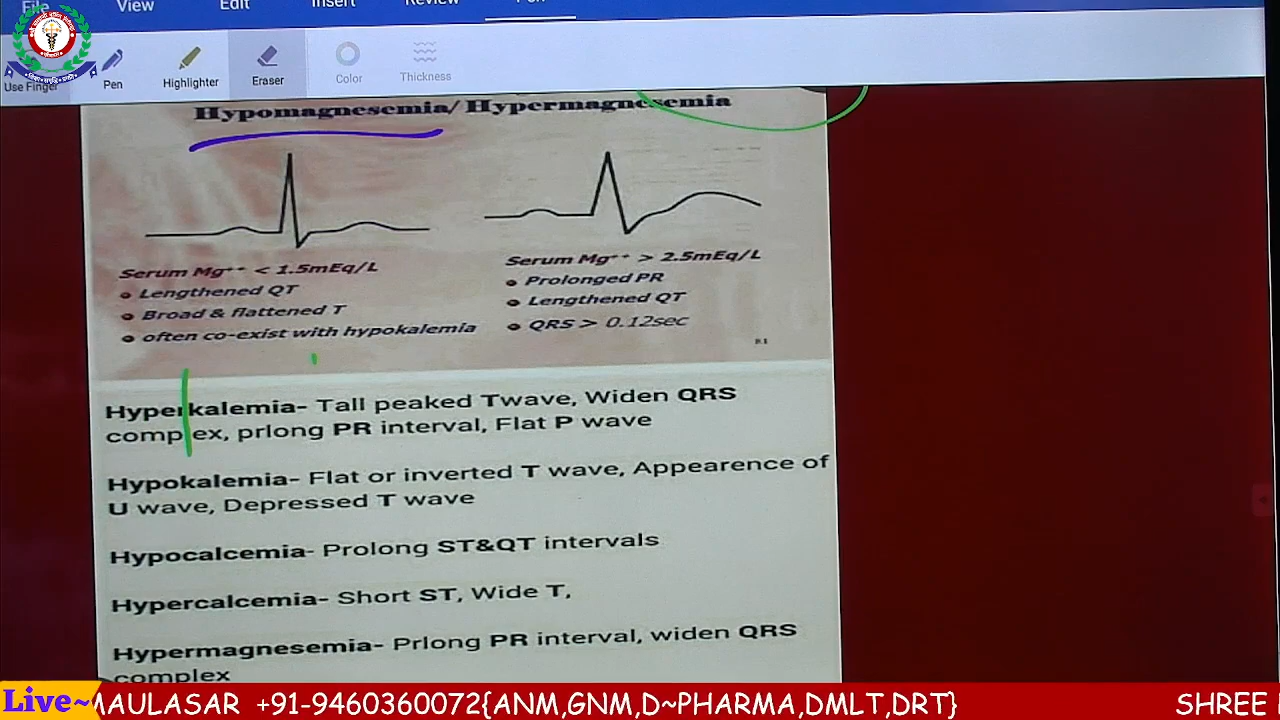 File View Edit Insert Review Pen
Use Finger Pen Highlighter Eraser Color Thickness
Hypomagnesemia/ Hypermagnesemia
Serum Mg⁺⁺ < 1.5mEq/L
Lengthened QT
Broad & flattened T
often co-exist with hypokalemia
Serum Mg⁺⁺ > 2.5mEq/L
Prolonged PR
Lengthened QT
QRS > 0.12sec
Hyperkalemia- Tall peaked Twave, Widen QRS
complex, prlong PR interval, Flat P wave
Hypokalemia- Flat or inverted T wave, Appearence of
U wave, Depressed T wave
Hypocalcemia- Prolong ST&QT intervals
Hypercalcemia- Short ST, Wide T,
Hypermagnesemia- Prlong PR interval, widen QRS
complex
Live~ MAULASAR +91-9460360072{ANM,GNM,D~PHARMA,DMLT,DRT} SHREE